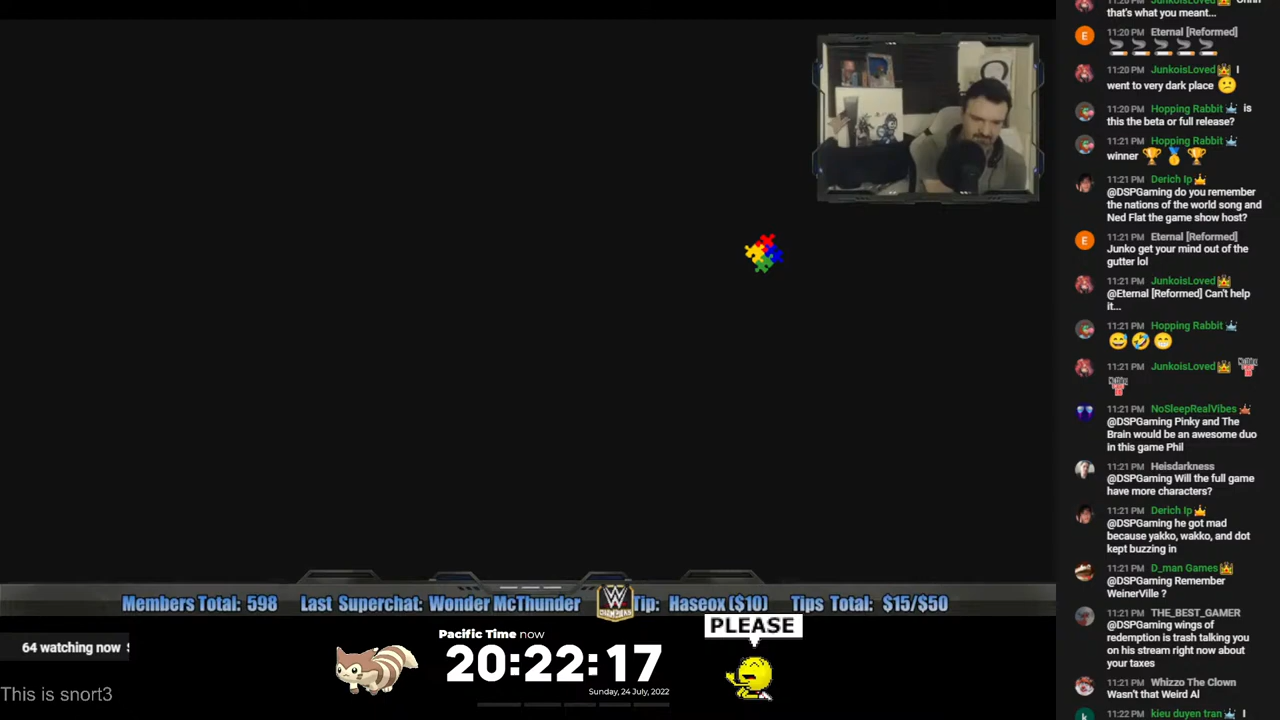 JunkoisLoved
that's what you meant...
Eternal [Reformed]
11:20 PM JunkoisLoved I
went to very dark place
11:20 PM Hopping Rabbit is
this the beta or full release?
11:21 PM Hopping Rabbit
winner
11:21 PM Derich Ip
@DSPGaming do you remember
the nations of the world song and
Ned Flat the game show host?
11:21 PM Eternal [Reformed]
Junko get your mind out of the
gutter lol
11:21 PM JunkoisLoved
@Eternal [Reformed] Can't help
it...
11:21 PM Hopping Rabbit
11:21 PM JunkoisLoved
11:21 PM NoSleepRealVibes
@DSPGaming Pinky and The
Brain would be an awesome duo
in this game Phil
11:21 PM Heisdarkness
@DSPGaming Will the full game
have more characters?
11:21 PM Derich Ip
@DSPGaming he got mad
because yakko, wakko, and dot
kept buzzing in
11:21 PM D_man Games
@DSPGaming Remember
WeinerVille ?
11:21 PM THE_BEST_GAMER
@DSPGaming wings of
redemption is trash talking you
on his stream right now about
your taxes
11:21 PM Whizzo The Clown
Wasn't that Weird Al
11:22 PM kieu duyen tran I
Members Total: 598 Last Superchat: Wonder McThunder Tip: Haseox ($10) Tips Total: $15/$50
64 watching now
Pacific Time now
20:22:17
Sunday, 24 July, 2022
PLEASE
This is snort3